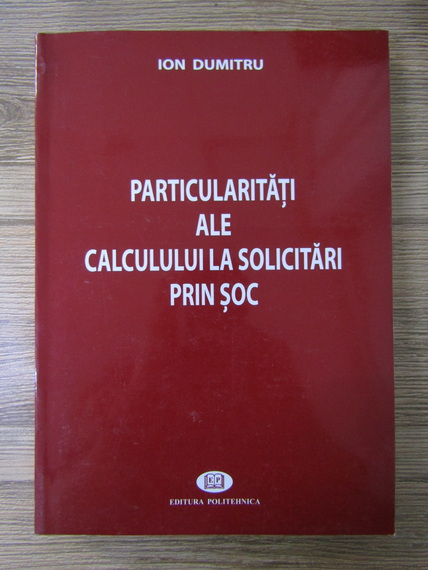 ION DUMITRU
PARTICULARITĂȚI
ALE
CALCULULUI LA SOLICITĂRI
PRIN ȘOC
EDITURA POLITEHNICA